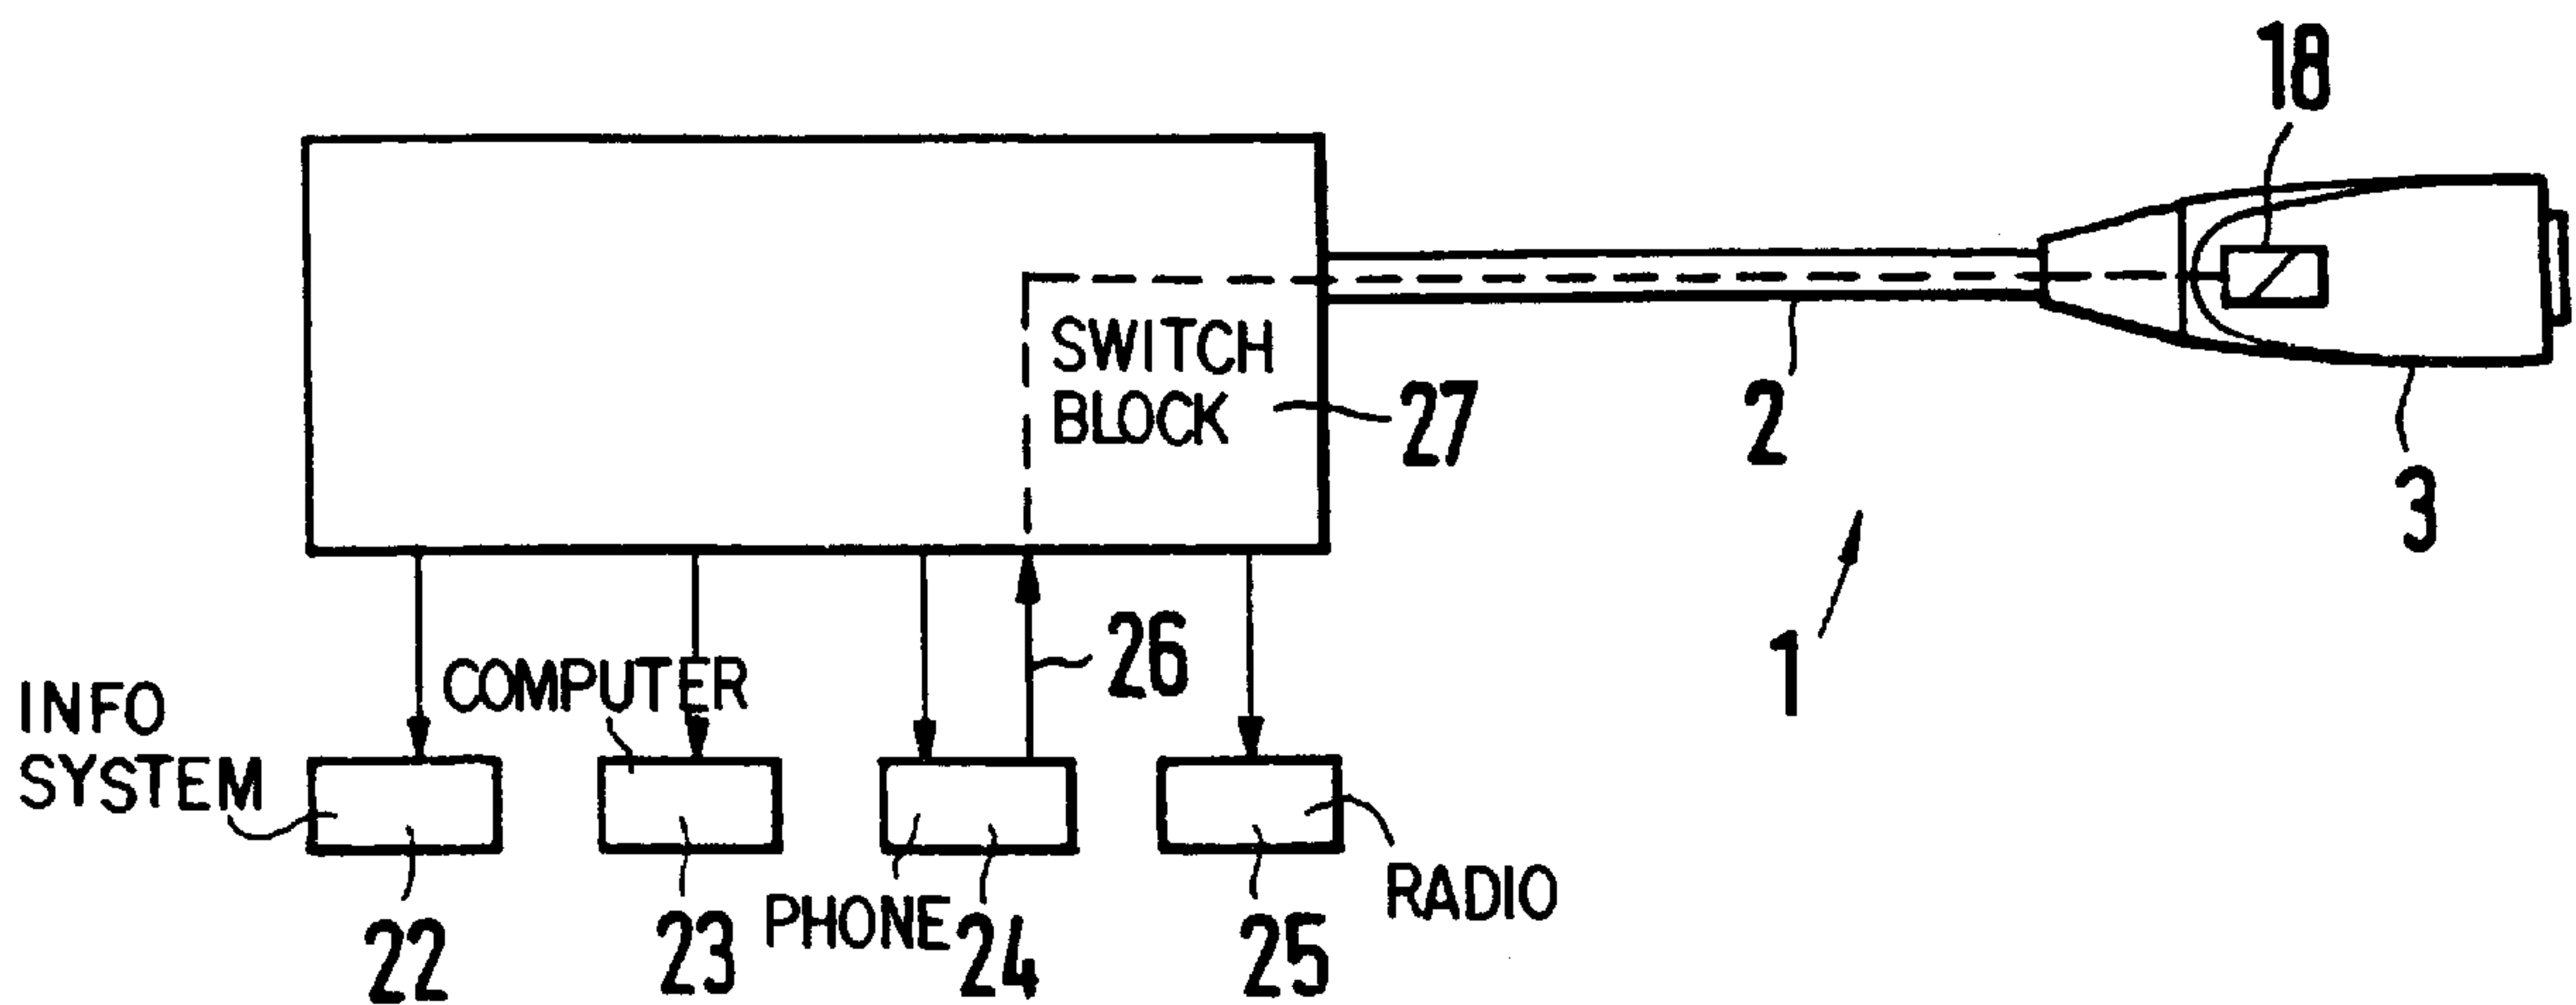 18
SWITCH
BLOCK
27
2
3
1
26
COMPUTER
INFO
SYSTEM
PHONE
RADIO
22
23
24
25